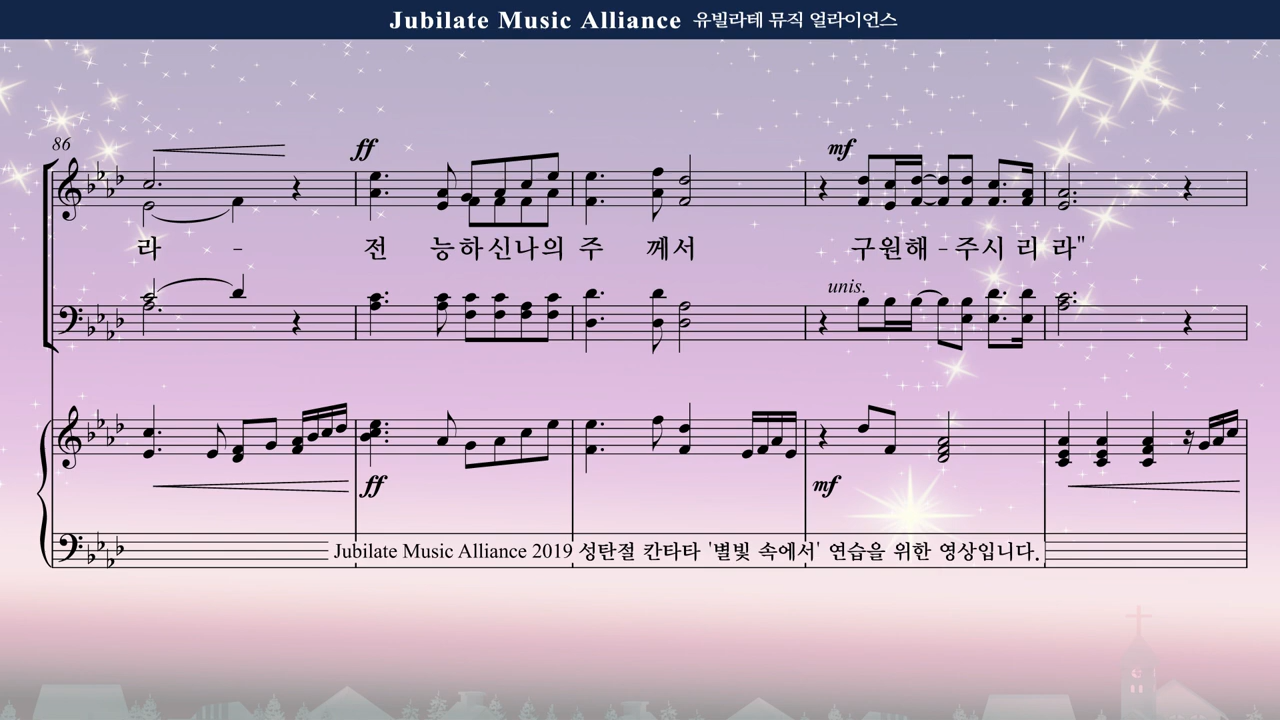 Jubilate Music Alliance 유빌라테 뮤직 얼라이언스
86
ff
mf
라 - 전 능하신나의 주 께서 구원해 - 주시 리 라"
unis.
ff
mf
Jubilate Music Alliance 2019 성탄절 칸타타 '별빛 속에서' 연습을 위한 영상입니다.